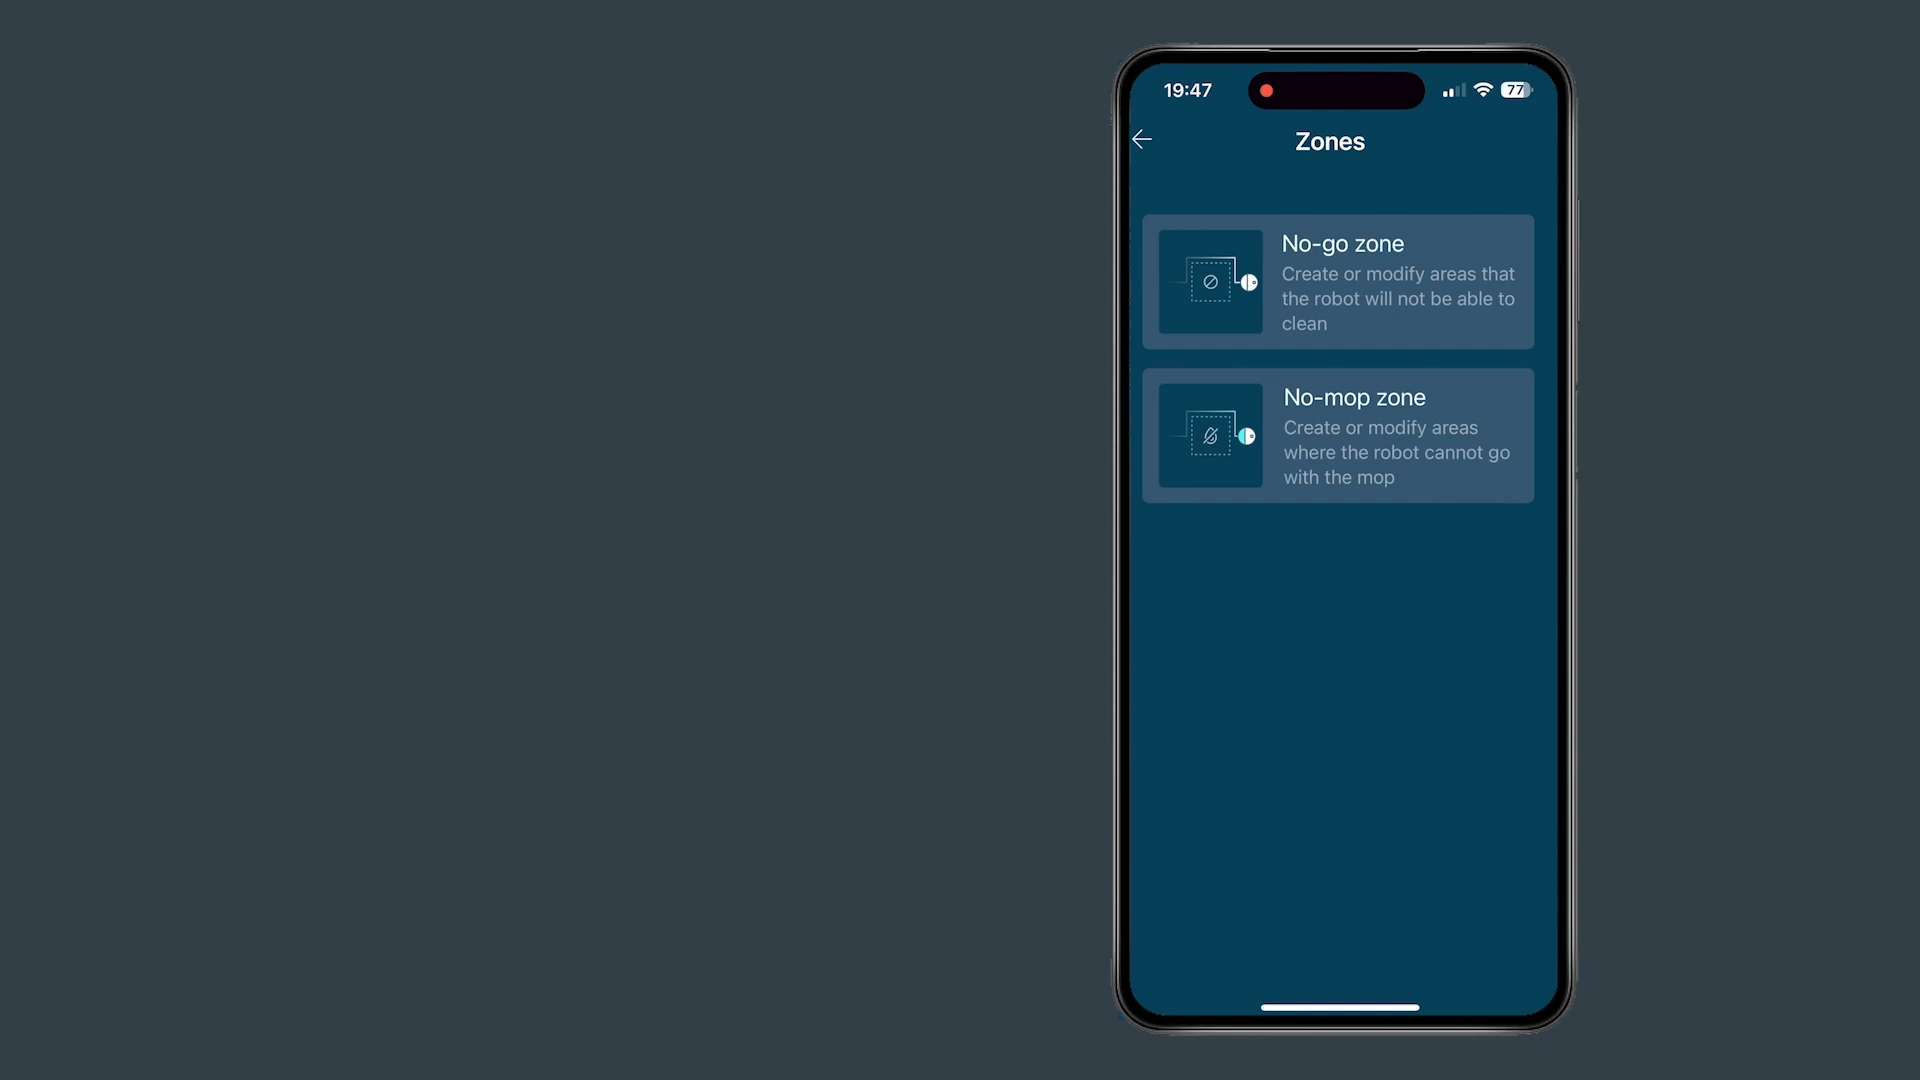 19:47
77
Zones
No-go zone
Create or modify areas that
the robot will not be able to
clean
No-mop zone
Create or modify areas
where the robot cannot go
with the mop